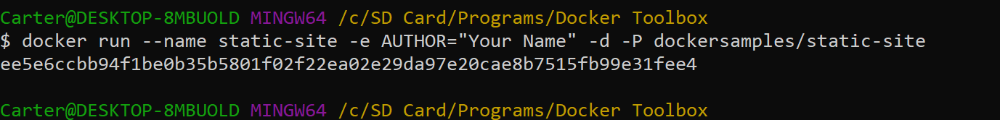 Carter@DESKTOP-8MBUOLD MINGW64 /c/SD Card/Programs/Docker Toolbox
$ docker run --name static-site -e AUTHOR="Your Name" -d -P dockersamples/static-site
ee5e6ccbb94f1be0b35b5801f02f22ea02e29da97e20cae8b7515fb99e31fee4
Carter@DESKTOP-8MBUOLD MINGW64 /c/SD Card/Programs/Docker Toolbox